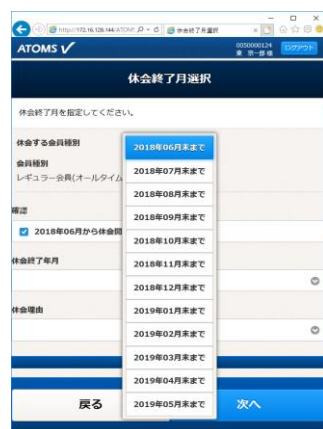 http://172.16.128.144/ATOM
休会終了月選択
ATOMS V
0050000124
東 京一郎 様
ログアウト
休会終了月選択
休会終了月を指定してください。
休会する会員種別
会員種別
レギュラー会員(オールタイム
確認
2018年06月から休会開
休会終了年月
休会理由
2018年06月末まで
2018年07月末まで
2018年08月末まで
2018年09月末まで
2018年10月末まで
2018年11月末まで
2018年12月末まで
2019年01月末まで
2019年02月末まで
2019年03月末まで
2019年04月末まで
2019年05月末まで
戻る
次へ